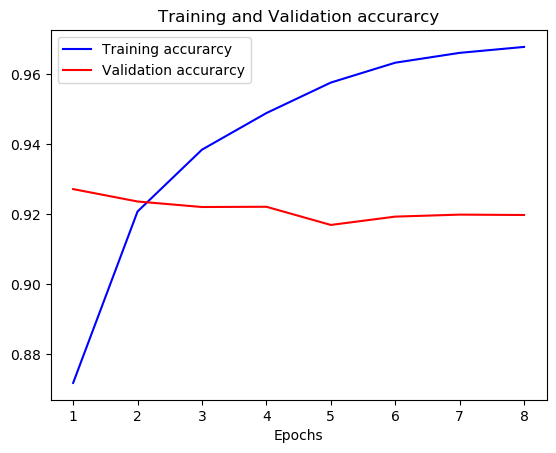 Training and Validation accurarcy
Training accurarcy
Validation accurarcy
0.96
0.94
0.92
0.90
0.88
1 2 3 4 5 6 7 8
Epochs